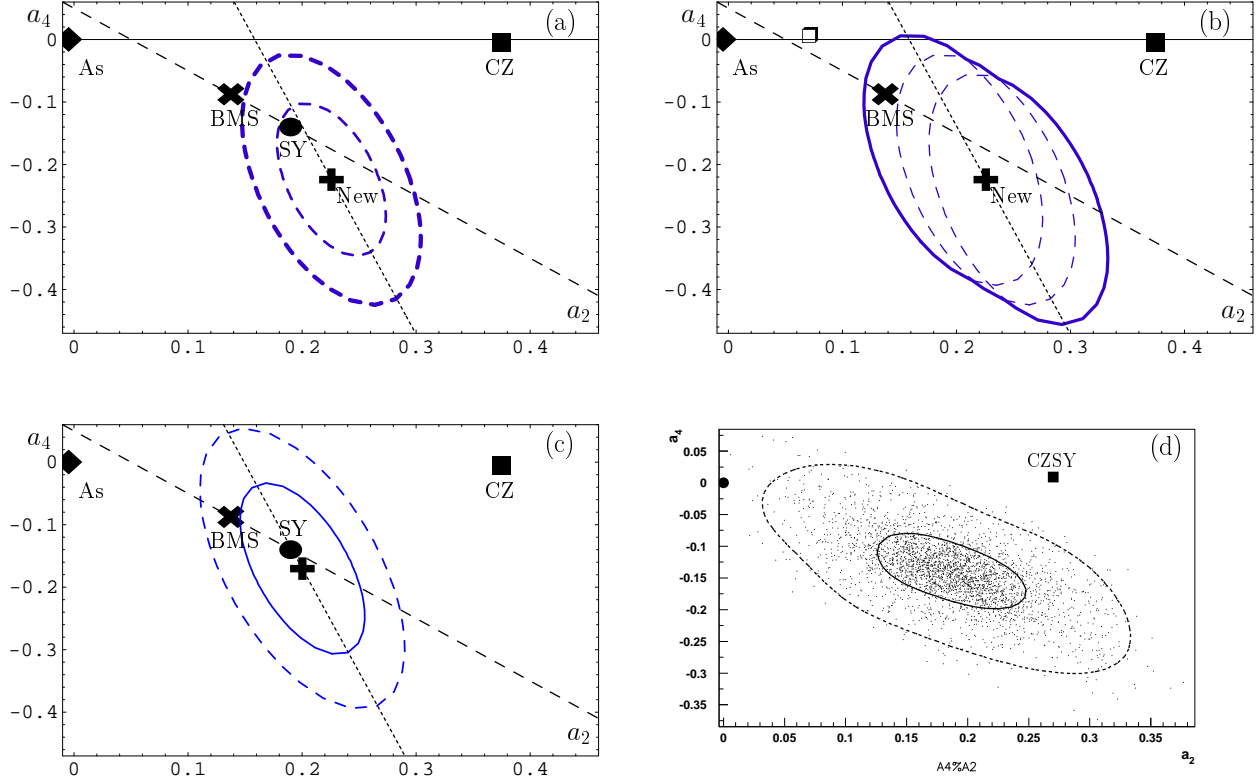 a4
(a)
0
As
CZ
-0.1
BMS
SY
-0.2
New
-0.3
-0.4
a2
0 0.1 0.2 0.3 0.4
a4
(b)
0
As
CZ
-0.1
BMS
-0.2
New
-0.3
-0.4
a2
0 0.1 0.2 0.3 0.4
a4
(c)
0
As
CZ
-0.1
SY
BMS
-0.2
-0.3
-0.4
a2
0 0.1 0.2 0.3 0.4
a4
(d)
0.05
CZSY
0
-0.05
-0.1
-0.15
-0.2
-0.25
-0.3
-0.35
0 0.05 0.1 0.15 0.2 0.25 0.3 0.35
a2
A4%A2